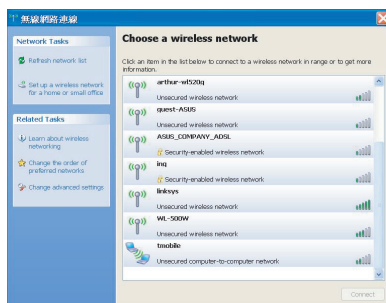 無線網路連線
Network Tasks
Refresh network list
Set up a wireless network
for a home or small office
Related Tasks
Learn about wireless
networking
Change the order of
preferred networks
Change advanced settings
Choose a wireless network
Click an item in the list below to connect to a wireless network in range or to get more
information.
arthur-wl520g
Unsecured wireless network
guest-ASUS
Unsecured wireless network
ASUS_COMPANY_ADSL
Security-enabled wireless network
inq
Security-enabled wireless network
linksys
Unsecured wireless network
WL-500W
Unsecured wireless network
tmobile
Unsecured computer-to-computer network
Connect